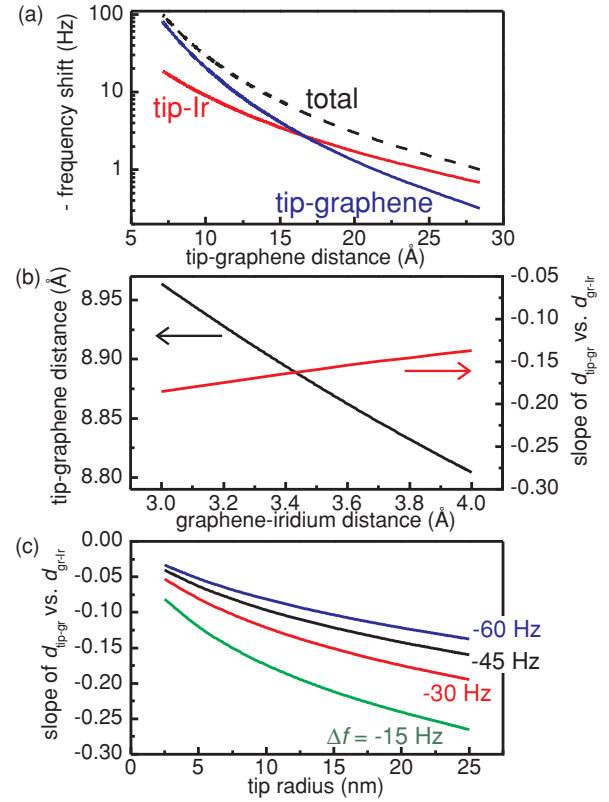 (a)
100
10
1
- frequency shift (Hz)
total
tip-Ir
tip-graphene
5 10 15 20 25 30
tip-graphene distance (Å)
(b)
8.95
8.90
8.85
8.80
tip-graphene distance (Å)
-0.05
-0.10
-0.15
-0.20
-0.25
-0.30
slope of d_tip-gr vs. d_gr-Ir
3.0 3.2 3.4 3.6 3.8 4.0
graphene-iridium distance (Å)
(c)
0.00
-0.05
-0.10
-0.15
-0.20
-0.25
-0.30
slope of d_tip-gr vs. d_gr-Ir
-60 Hz
-45 Hz
-30 Hz
Δf = -15 Hz
0 5 10 15 20 25
tip radius (nm)